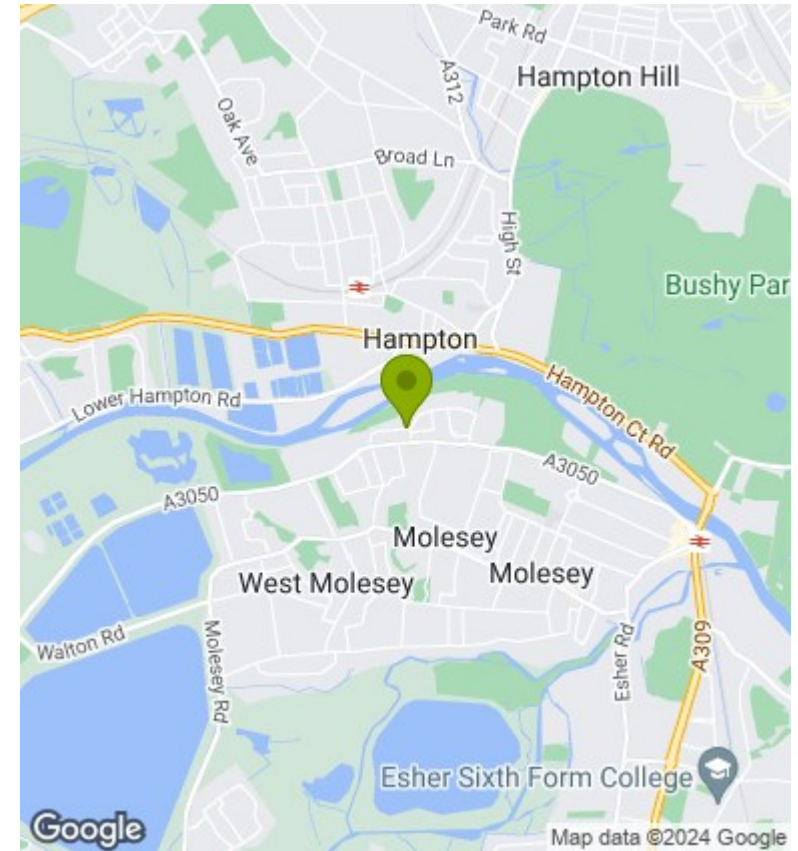 Park Rd
Hampton Hill
A312
Oak Ave
Broad Ln
High St
Bushy Par
Hampton
Lower Hampton Rd
Hampton Ct Rd
A3050
A3050
Molesey
West Molesey
Molesey
Walton Rd
Molesey Rd
Esher Rd
A309
Esher Sixth Form College
Google
Map data ©2024 Google